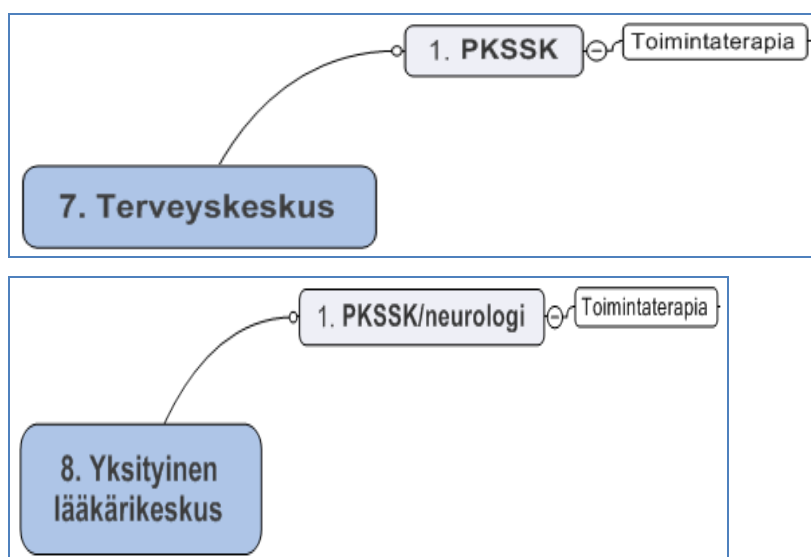 1. PKSSK
Toimintaterapia
7. Terveyskeskus
1. PKSSK/neurologi
Toimintaterapia
8. Yksityinen
lääkärikeskus